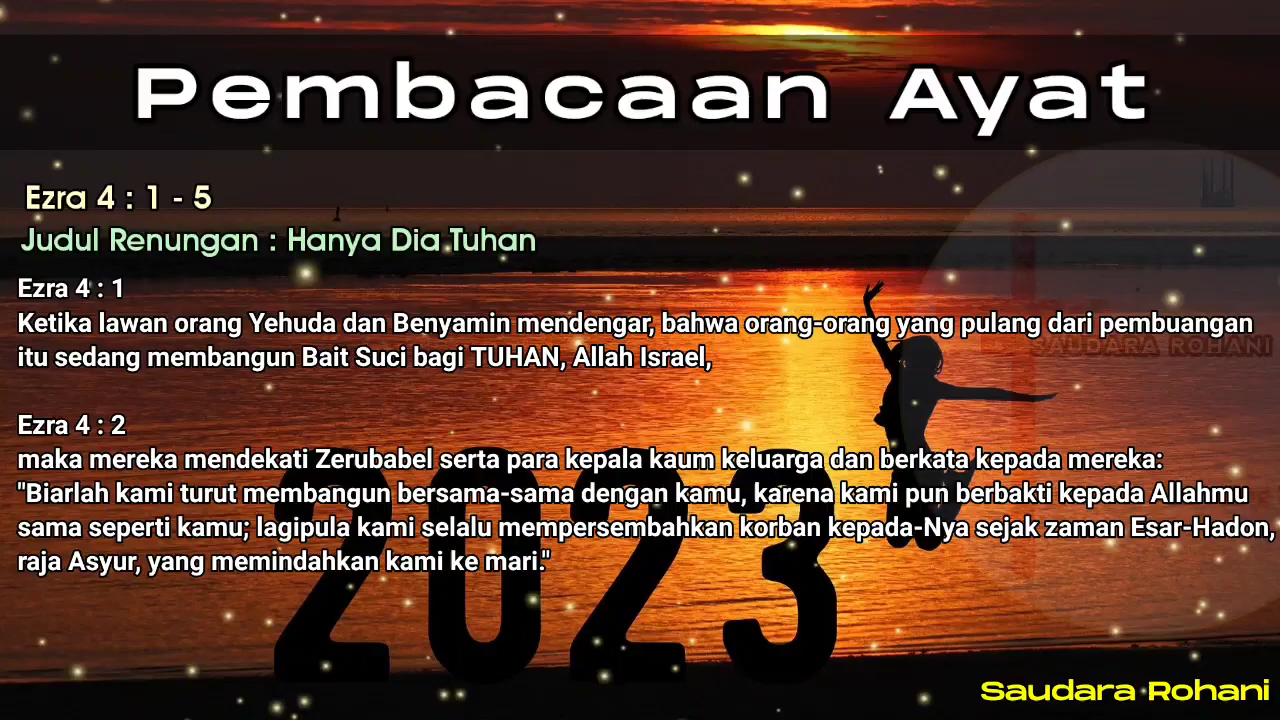 Pembacaan Ayat
Ezra 4 : 1 - 5
Judul Renungan : Hanya Dia Tuhan
Ezra 4 : 1
Ketika lawan orang Yehuda dan Benyamin mendengar, bahwa orang-orang yang pulang dari pembuangan
itu sedang membangun Bait Suci bagi TUHAN, Allah Israel,
SAUDARA ROHANI
Ezra 4 : 2
maka mereka mendekati Zerubabel serta para kepala kaum keluarga dan berkata kepada mereka:
"Biarlah kami turut membangun bersama-sama dengan kamu, karena kami pun berbakti kepada Allahmu
sama seperti kamu; lagipula kami selalu mempersembahkan korban kepada-Nya sejak zaman Esar-Hadon,
raja Asyur, yang memindahkan kami ke mari."
2023
Saudara Rohani